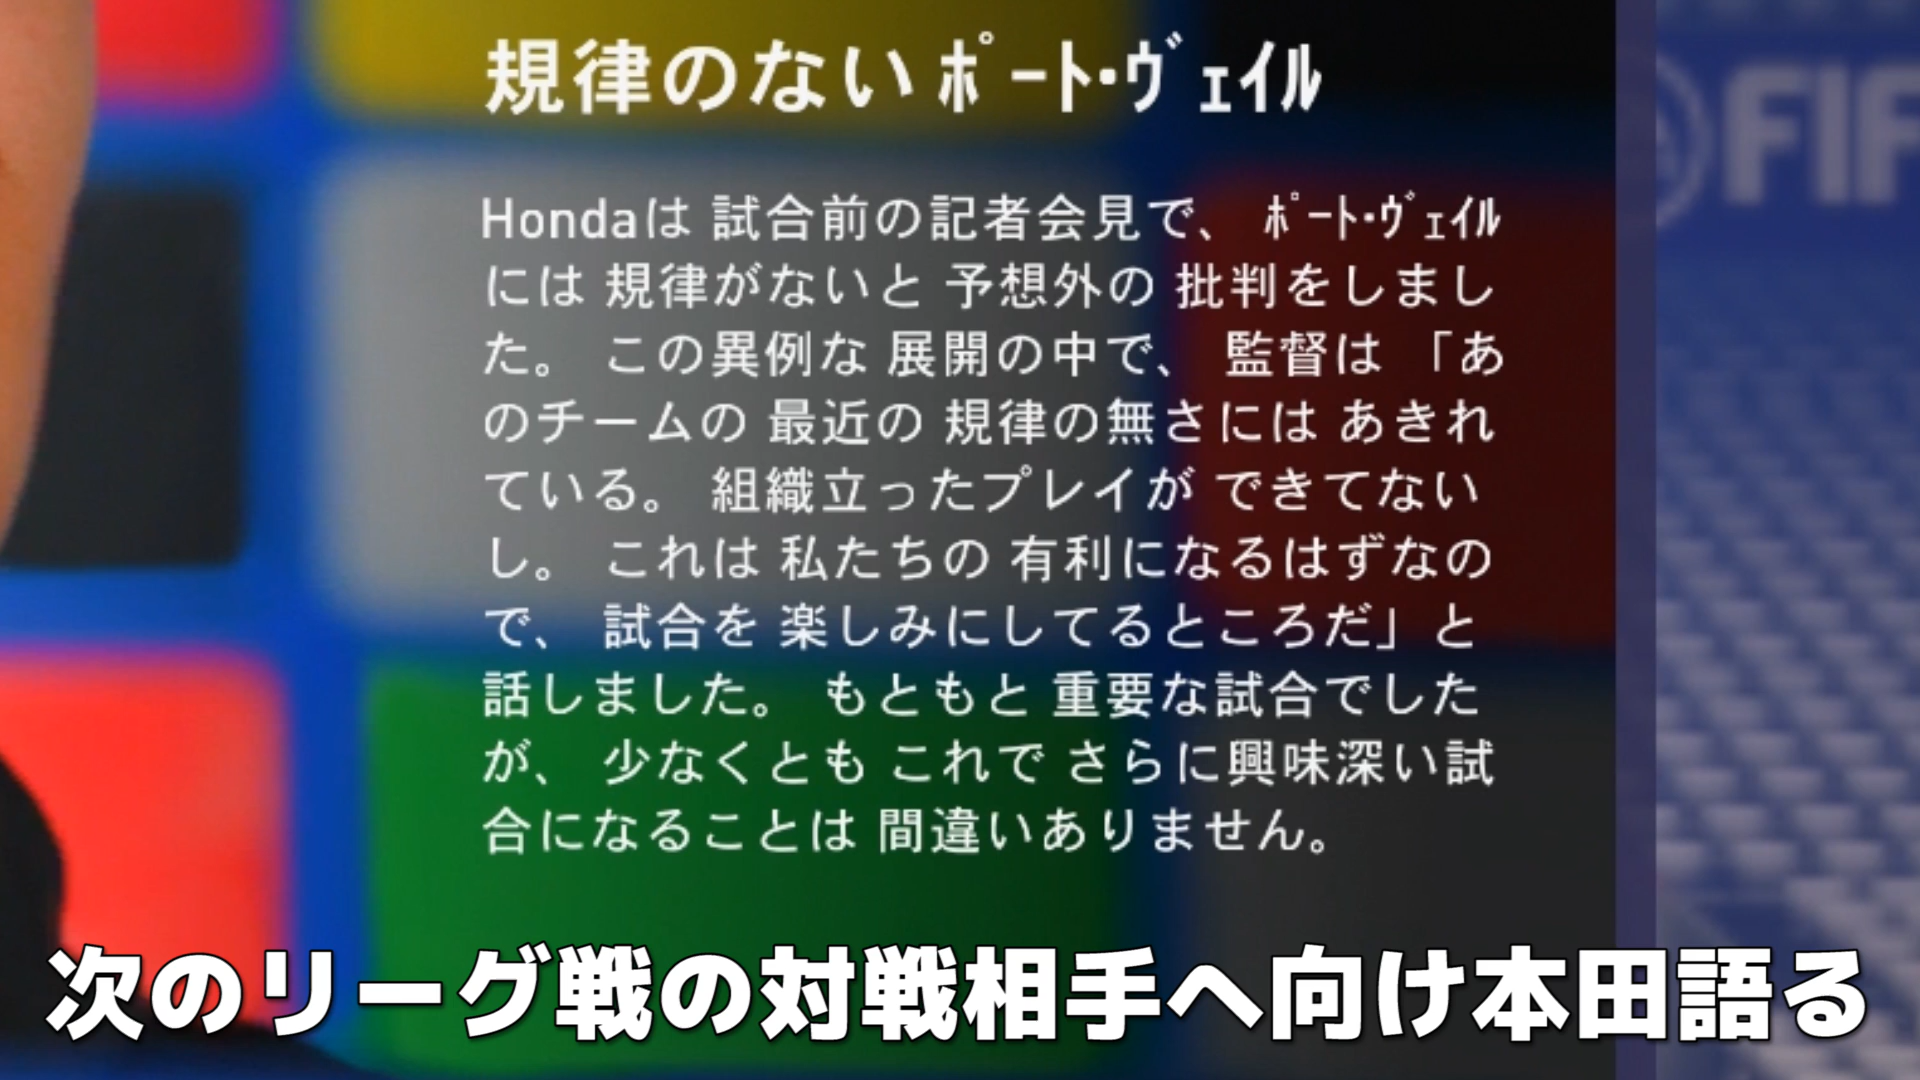 規律のない ﾎﾟｰﾄ･ｳﾞｪｲﾙ
FIF
Hondaは 試合前の記者会見で、 ﾎﾟｰﾄ･ｳﾞｪｲﾙ
には 規律がないと 予想外の 批判をしまし
た。 この異例な 展開の中で、 監督は 「あ
のチームの 最近の 規律の無さには あきれ
ている。 組織立ったプレイが できてない
し。 これは 私たちの 有利になるはずなの
で、 試合を 楽しみにしてるところだ」と
話しました。 もともと 重要な試合でした
が、 少なくとも これで さらに興味深い試
合になることは 間違いありません。
次のリーグ戦の対戦相手へ向け本田語る